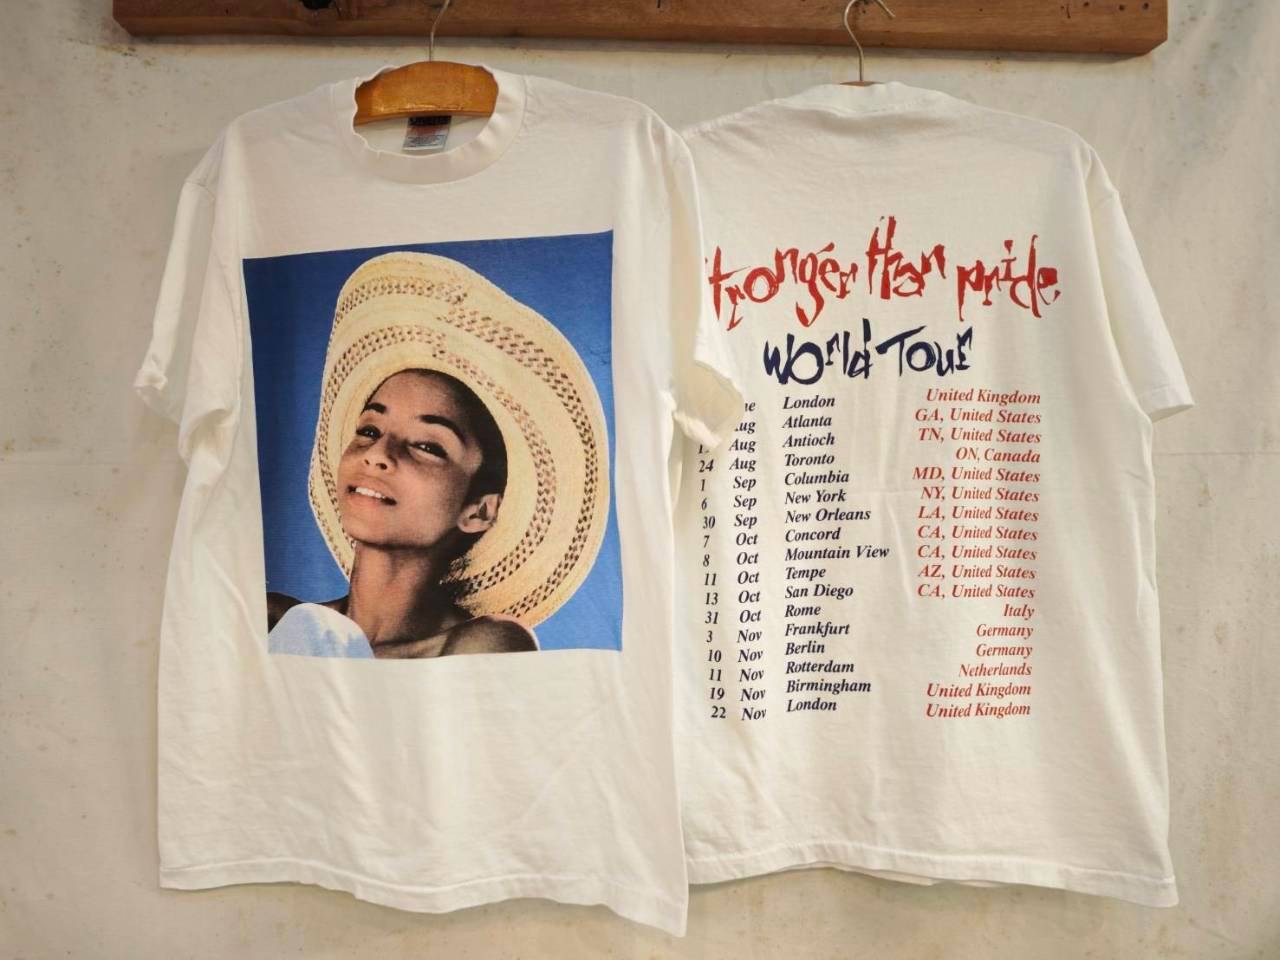 tronger than pride
World Tour
London United Kingdom
Aug Atlanta GA, United States
Aug Antioch TN, United States
24 Aug Toronto ON, Canada
1 Sep Columbia MD, United States
6 Sep New York NY, United States
30 Sep New Orleans LA, United States
7 Oct Concord CA, United States
8 Oct Mountain View CA, United States
11 Oct Tempe AZ, United States
13 Oct San Diego CA, United States
31 Oct Rome Italy
3 Nov Frankfurt Germany
10 Nov Berlin Germany
11 Nov Rotterdam Netherlands
19 Nov Birmingham United Kingdom
22 Nov London United Kingdom